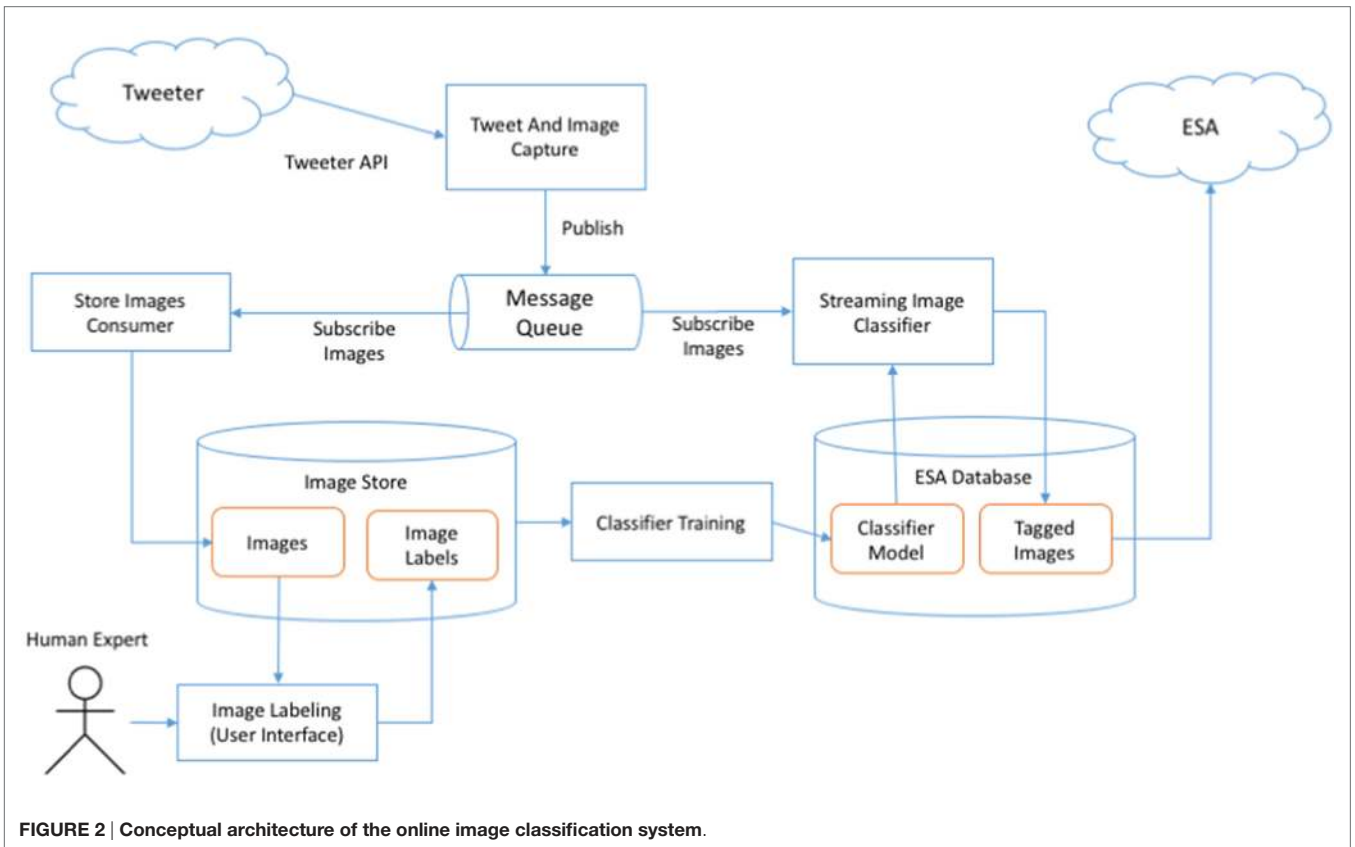 Tweeter
Tweeter API
Tweet And Image
Capture
ESA
Publish
Store Images
Consumer
Subscribe
Images
Message
Queue
Subscribe
Images
Streaming Image
Classifier
Image Store
Images
Image
Labels
Classifier Training
ESA Database
Classifier
Model
Tagged
Images
Human Expert
Image Labeling
(User Interface)
FIGURE 2 | Conceptual architecture of the online image classification system.